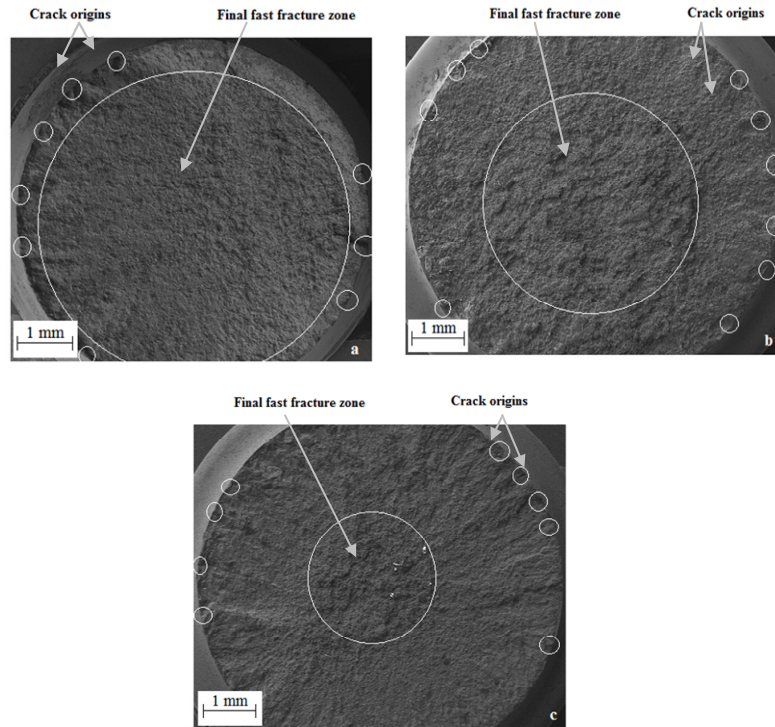 Crack origins
Final fast fracture zone
1 mm
a
Final fast fracture zone
Crack origins
1 mm
b
Final fast fracture zone
Crack origins
1 mm
c